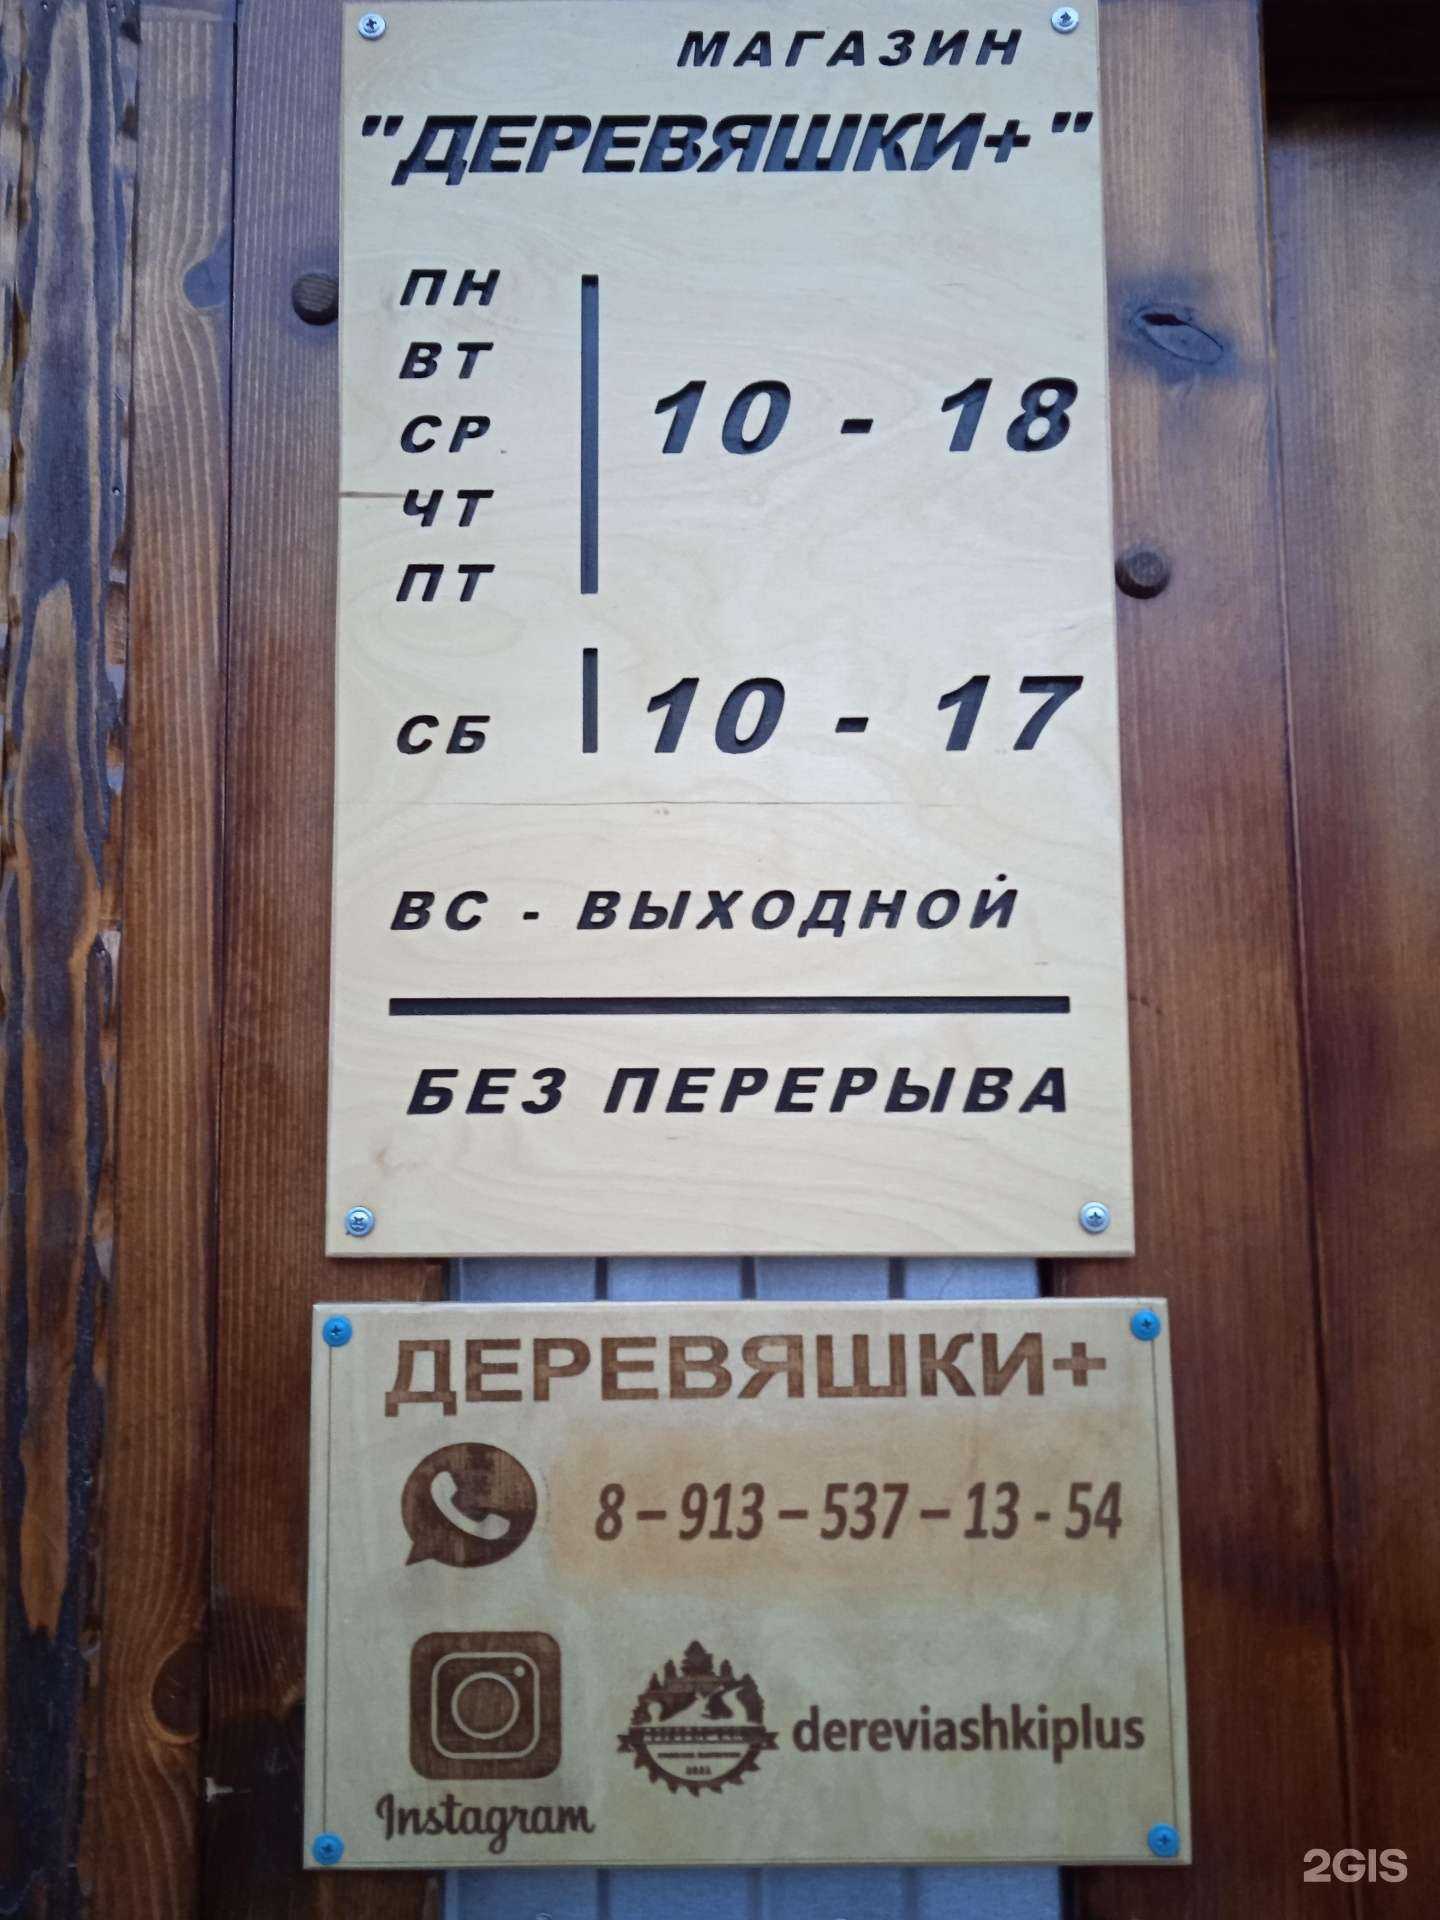 МАГАЗИН
"ДЕРЕВЯШКИ+"
ПН
ВТ
СР
ЧТ
ПТ
10 - 18
СБ
10 - 17
ВС - ВЫХОДНОЙ
БЕЗ ПЕРЕРЫВА
ДЕРЕВЯШКИ+
8 – 913 – 537 – 13 - 54
dereviashkiplus
Instagram
2GIS